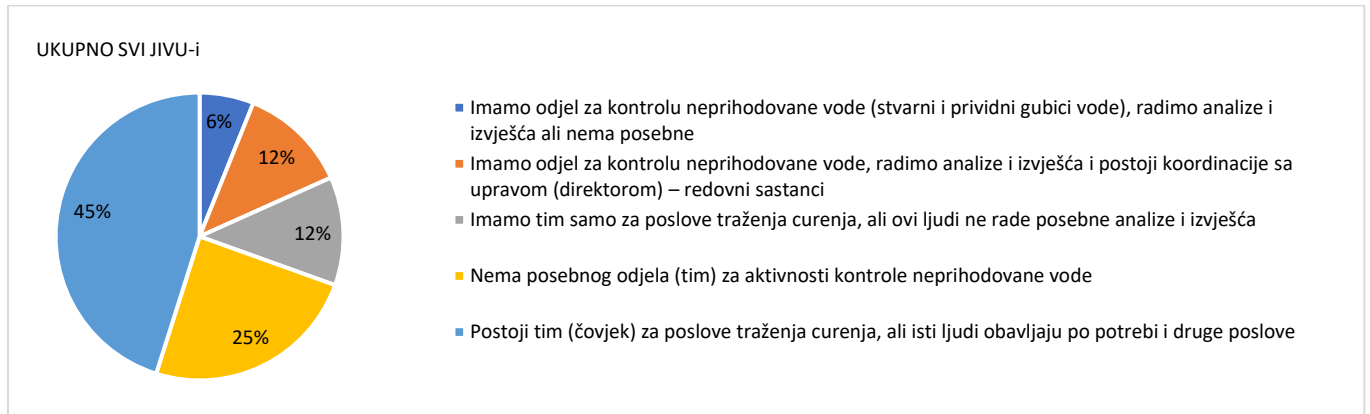 UKUPNO SVI JIVU-i
6%
12%
12%
25%
45%
Imamo odjel za kontrolu neprihodovane vode (stvarni i prividni gubici vode), radimo analize i
izvješća ali nema posebne
Imamo odjel za kontrolu neprihodovane vode, radimo analize i izvješća i postoji koordinacije sa
upravom (direktorom) – redovni sastanci
Imamo tim samo za poslove traženja curenja, ali ovi ljudi ne rade posebne analize i izvješća
Nema posebnog odjela (tim) za aktivnosti kontrole neprihodovane vode
Postoji tim (čovjek) za poslove traženja curenja, ali isti ljudi obavljaju po potrebi i druge poslove